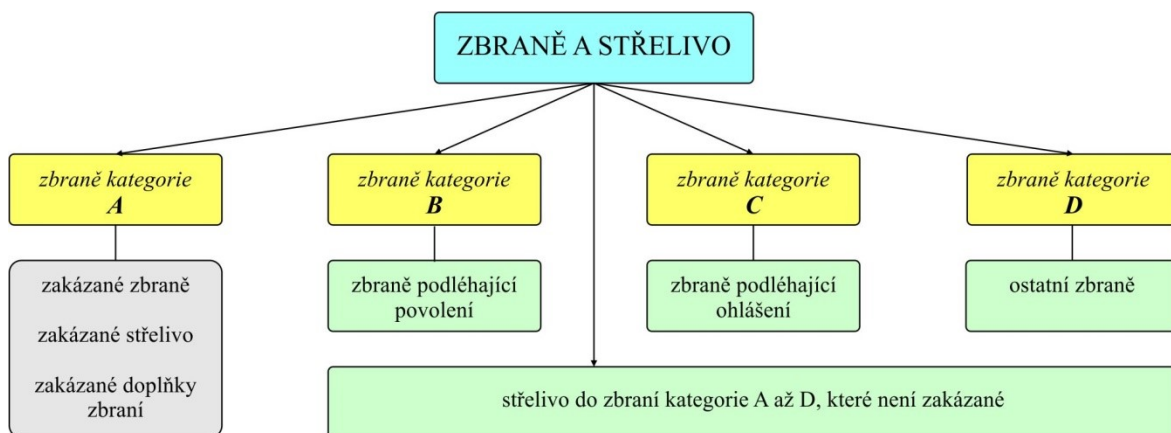 ZBRANĚ A STŘELIVO
zbraně kategorie
A
zbraně kategorie
B
zbraně kategorie
C
zbraně kategorie
D
zakázané zbraně
zakázané střelivo
zakázané doplňky
zbraní
zbraně podléhající
povolení
zbraně podléhající
ohlášení
ostatní zbraně
střelivo do zbraní kategorie A až D, které není zakázané